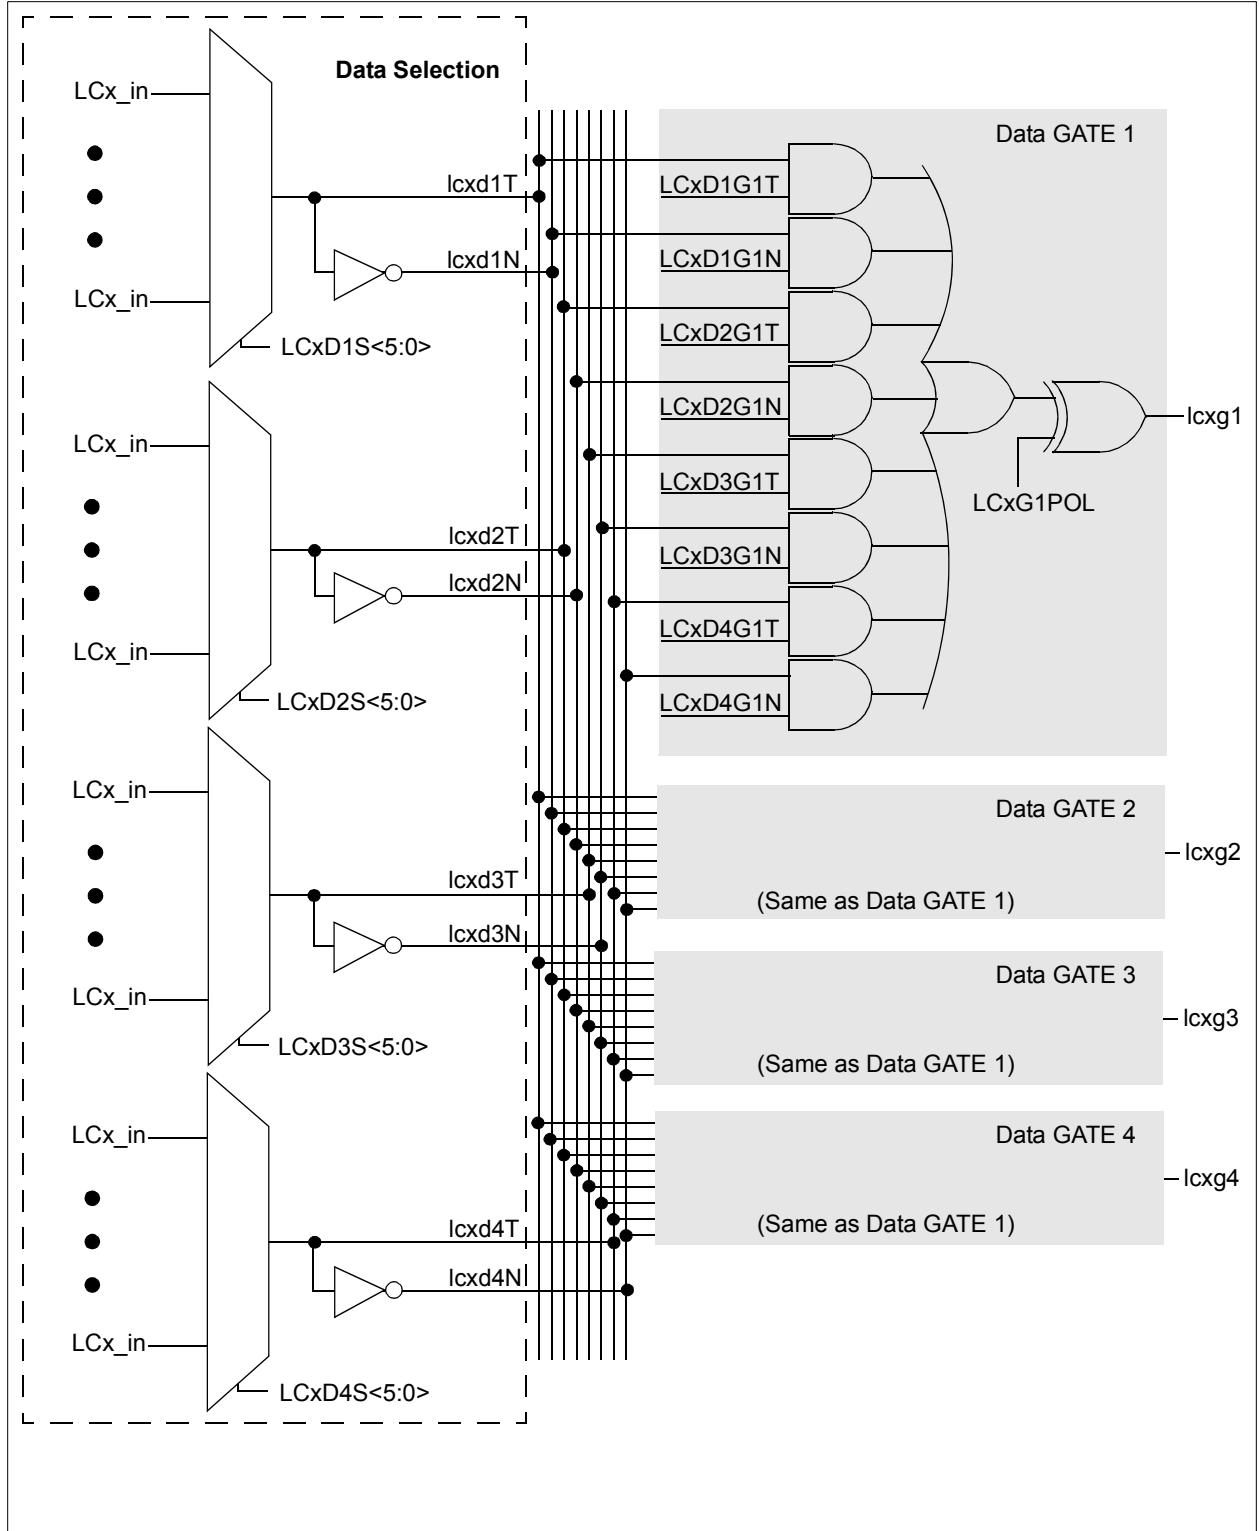 Data Selection
LCx_in
lcxd1T
lcxd1N
LCx_in
LCxD1S<5:0>
LCx_in
lcxd2T
lcxd2N
LCx_in
LCxD2S<5:0>
LCx_in
lcxd3T
lcxd3N
LCx_in
LCxD3S<5:0>
LCx_in
lcxd4T
lcxd4N
LCx_in
LCxD4S<5:0>
Data GATE 1
LCxD1G1T
LCxD1G1N
LCxD2G1T
LCxD2G1N
LCxD3G1T
LCxD3G1N
LCxD4G1T
LCxD4G1N
LCxG1POL
lcxg1
Data GATE 2
lcxg2
(Same as Data GATE 1)
Data GATE 3
lcxg3
(Same as Data GATE 1)
Data GATE 4
lcxg4
(Same as Data GATE 1)